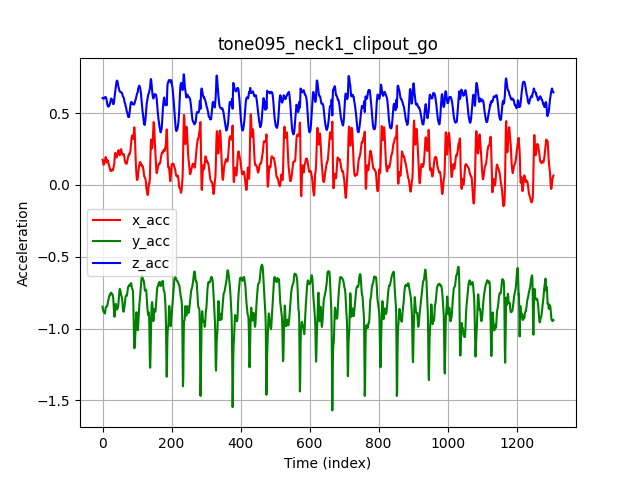 tone095_neck1_clipout_go
Acceleration
0.5
0.0
−0.5
−1.0
−1.5
x_acc
y_acc
z_acc
0 200 400 600 800 1000 1200
Time (index)